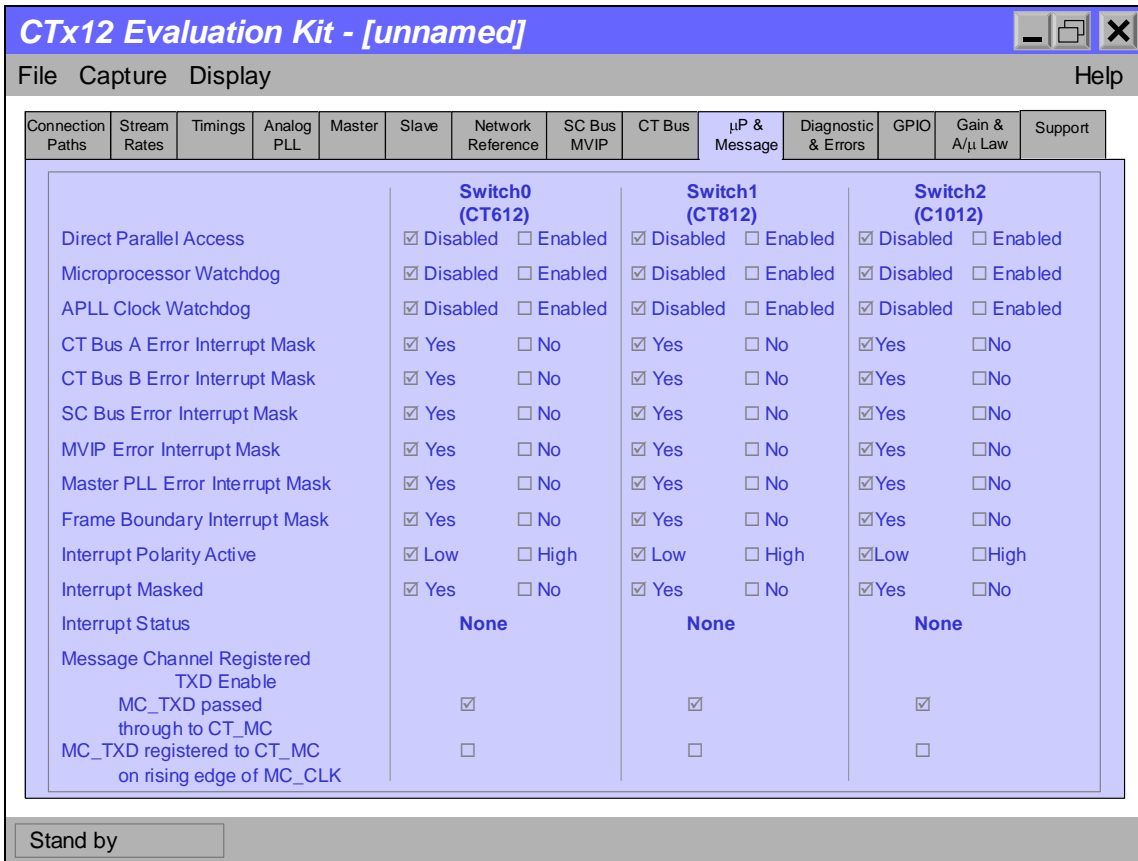 CTx12 Evaluation Kit - [unnamed]
File Capture Display Help
Connection Paths Stream Rates Timings Analog PLL Master Slave Network Reference SC Bus MVIP CT Bus µP & Message Diagnostic & Errors GPIO Gain & A/µ Law Support
Switch0 Switch1 Switch2
(CT612) (CT812) (C1012)
Direct Parallel Access ☑ Disabled ☐ Enabled ☑ Disabled ☐ Enabled ☑ Disabled ☐ Enabled
Microprocessor Watchdog ☑ Disabled ☐ Enabled ☑ Disabled ☐ Enabled ☑ Disabled ☐ Enabled
APLL Clock Watchdog ☑ Disabled ☐ Enabled ☑ Disabled ☐ Enabled ☑ Disabled ☐ Enabled
CT Bus A Error Interrupt Mask ☑ Yes ☐ No ☑ Yes ☐ No ☑Yes ☐No
CT Bus B Error Interrupt Mask ☑ Yes ☐ No ☑ Yes ☐ No ☑Yes ☐No
SC Bus Error Interrupt Mask ☑ Yes ☐ No ☑ Yes ☐ No ☑Yes ☐No
MVIP Error Interrupt Mask ☑ Yes ☐ No ☑ Yes ☐ No ☑Yes ☐No
Master PLL Error Interrupt Mask ☑ Yes ☐ No ☑ Yes ☐ No ☑Yes ☐No
Frame Boundary Interrupt Mask ☑ Yes ☐ No ☑ Yes ☐ No ☑Yes ☐No
Interrupt Polarity Active ☑ Low ☐ High ☑ Low ☐ High ☑Low ☐High
Interrupt Masked ☑ Yes ☐ No ☑ Yes ☐ No ☑Yes ☐No
Interrupt Status None None None
Message Channel Registered
TXD Enable
MC_TXD passed ☑ ☑ ☑
through to CT_MC
MC_TXD registered to CT_MC ☐ ☐ ☐
on rising edge of MC_CLK
Stand by